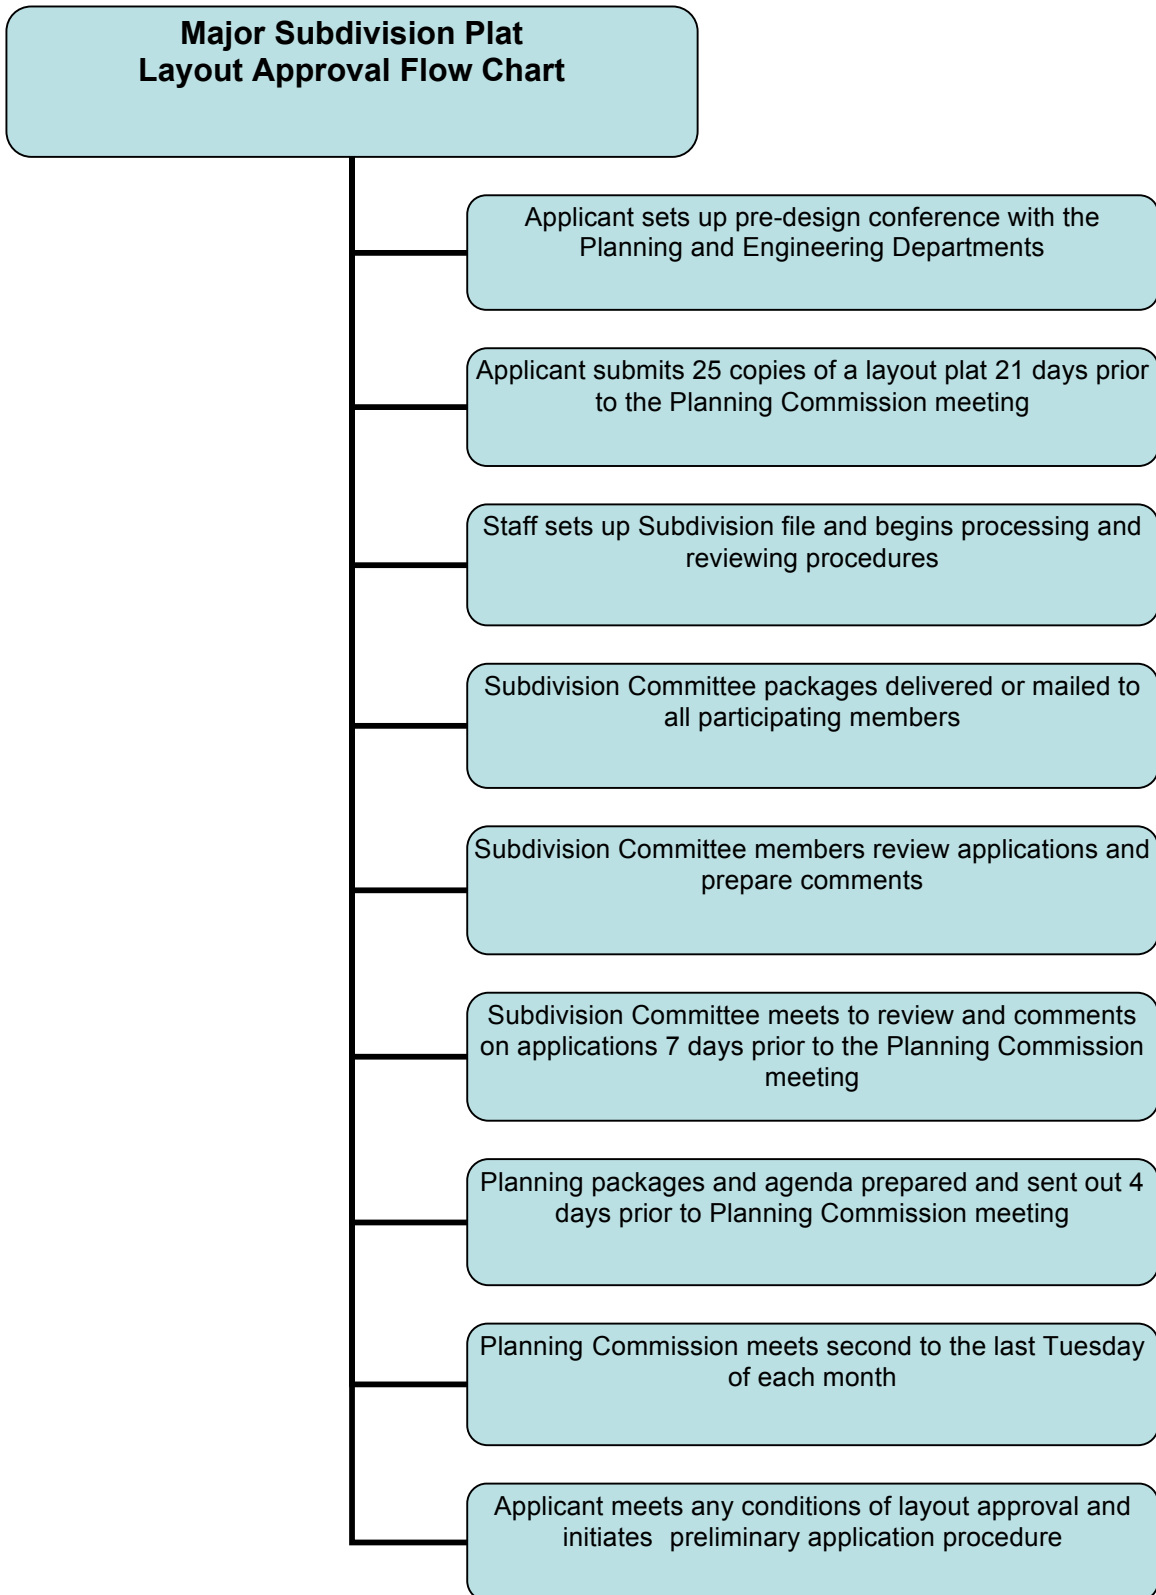 Major Subdivision Plat
Layout Approval Flow Chart
Applicant sets up pre-design conference with the
Planning and Engineering Departments
Applicant submits 25 copies of a layout plat 21 days prior
to the Planning Commission meeting
Staff sets up Subdivision file and begins processing and
reviewing procedures
Subdivision Committee packages delivered or mailed to
all participating members
Subdivision Committee members review applications and
prepare comments
Subdivision Committee meets to review and comments
on applications 7 days prior to the Planning Commission
meeting
Planning packages and agenda prepared and sent out 4
days prior to Planning Commission meeting
Planning Commission meets second to the last Tuesday
of each month
Applicant meets any conditions of layout approval and
initiates preliminary application procedure